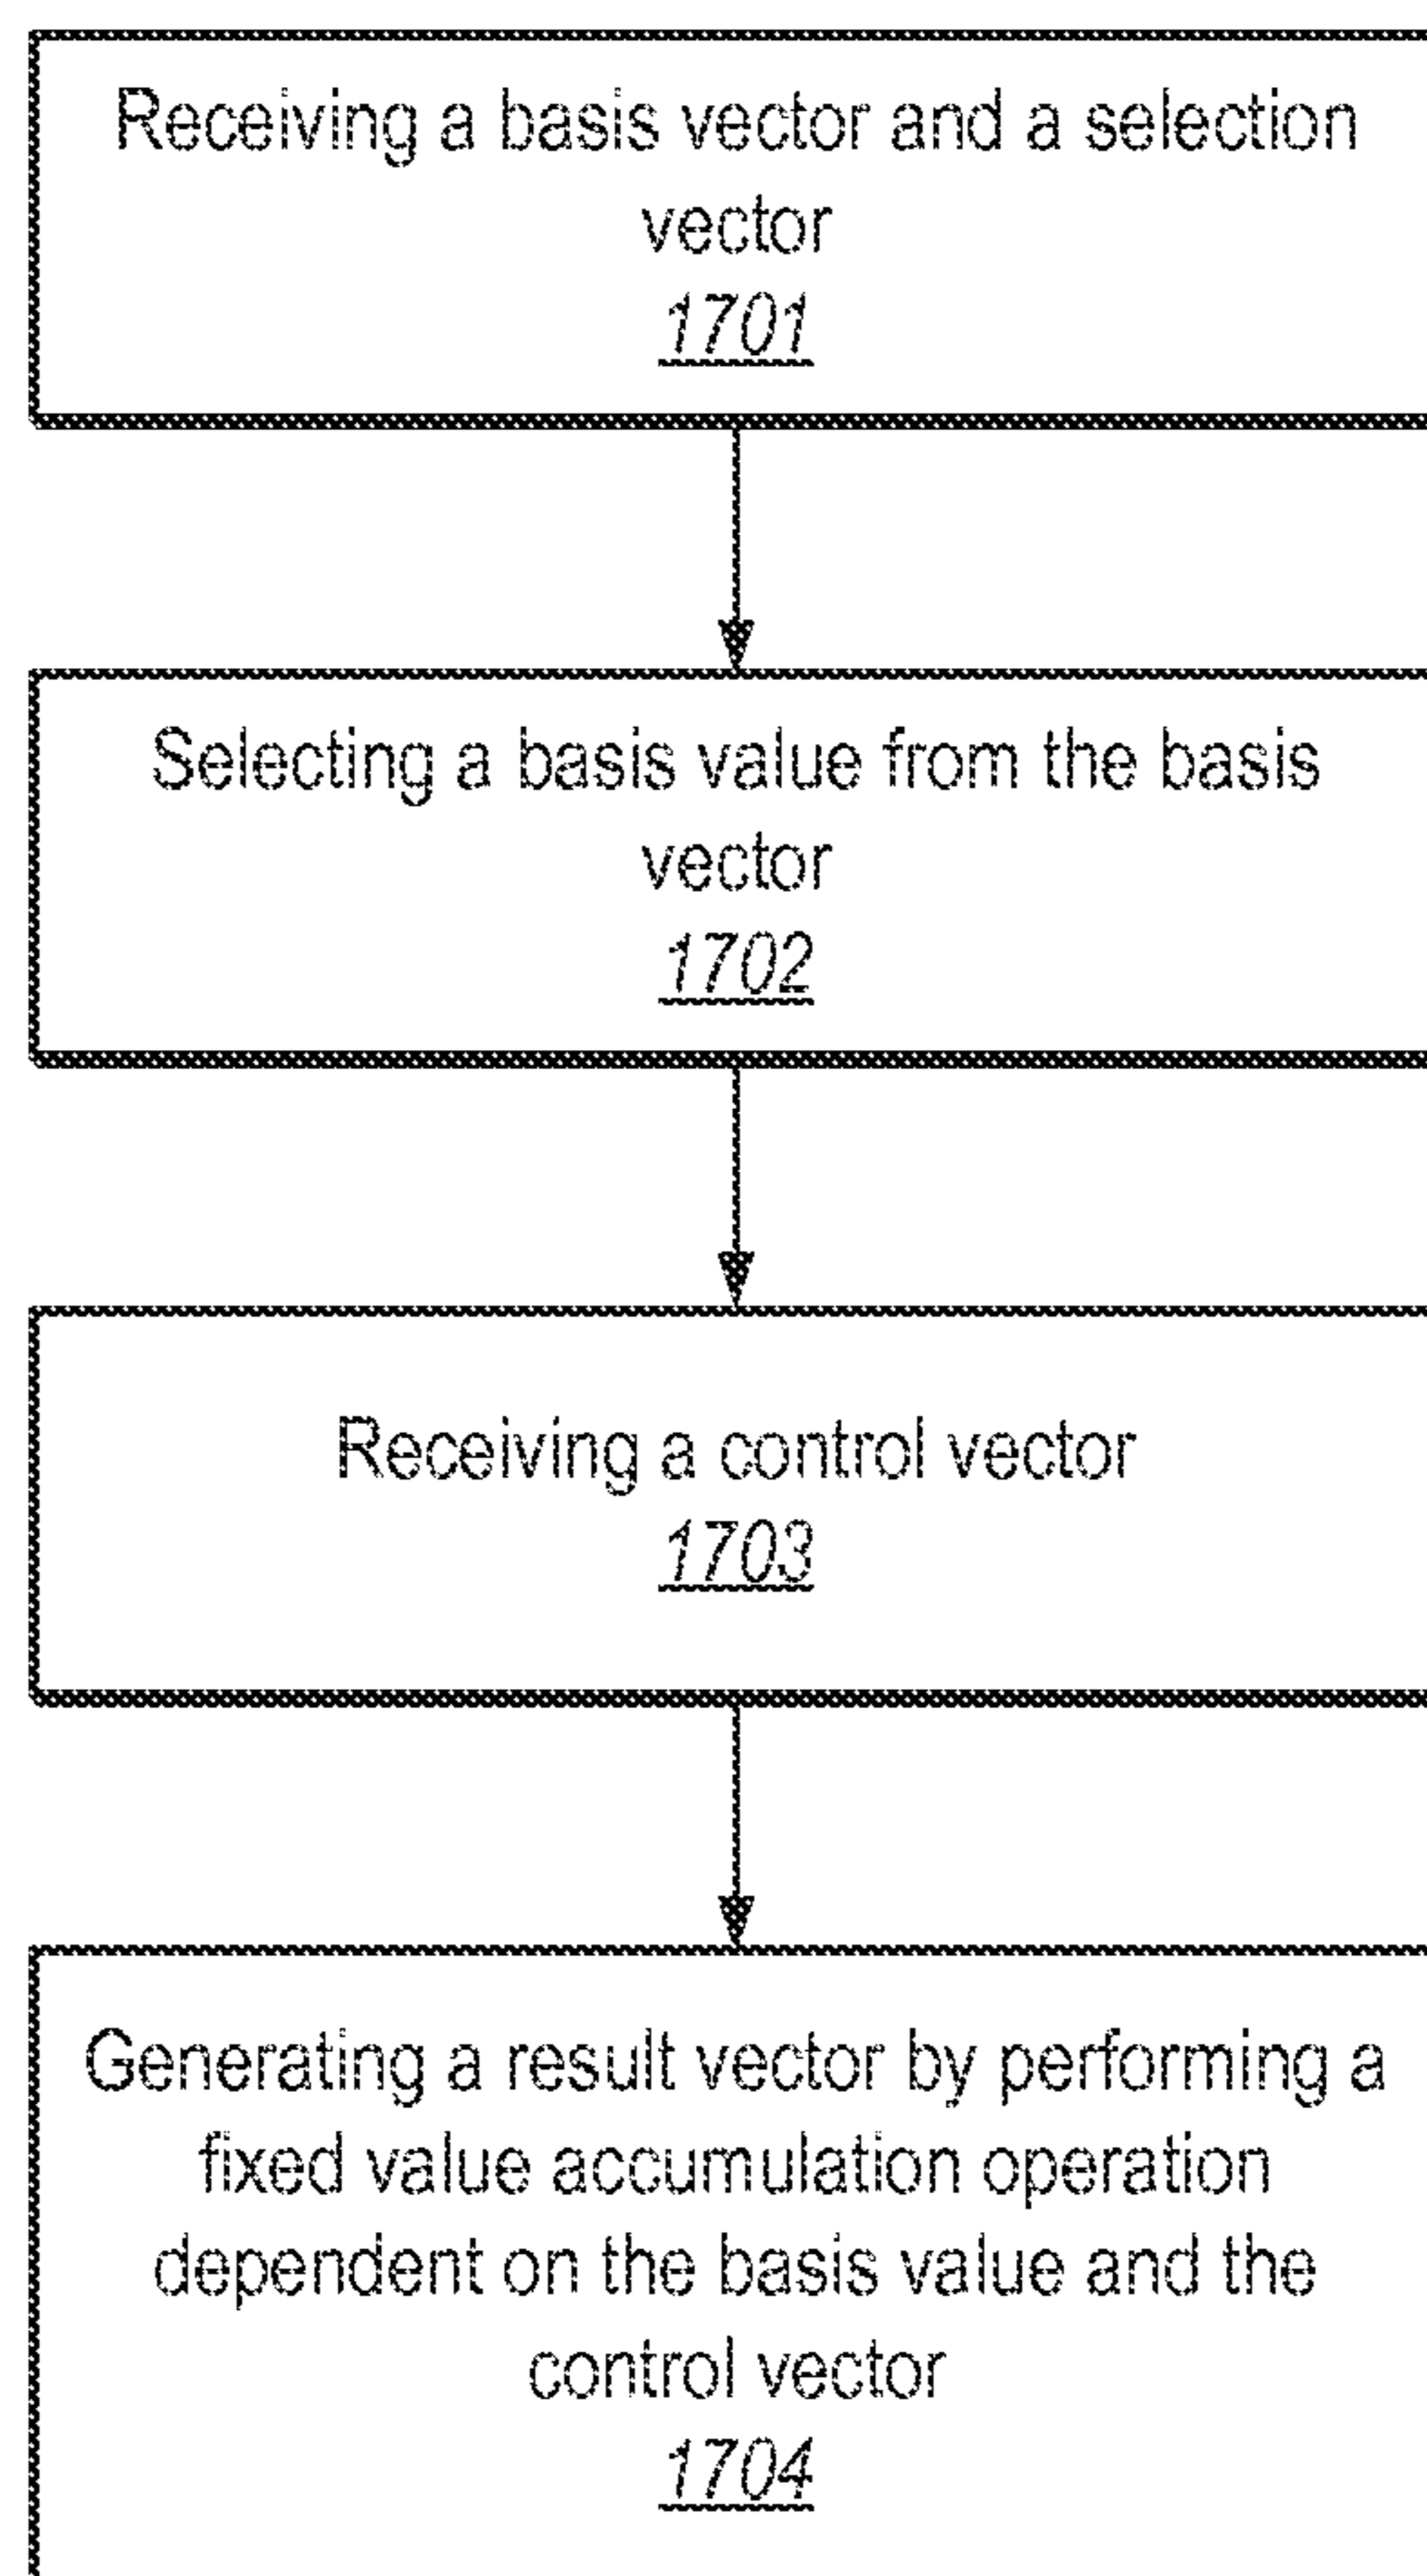 Receiving a basis vector and a selection
vector
1701
Selecting a basis value from the basis
vector
1702
Receiving a control vector
1703
Generating a result vector by performing a
fixed value accumulation operation
dependent on the basis value and the
control vector
1704